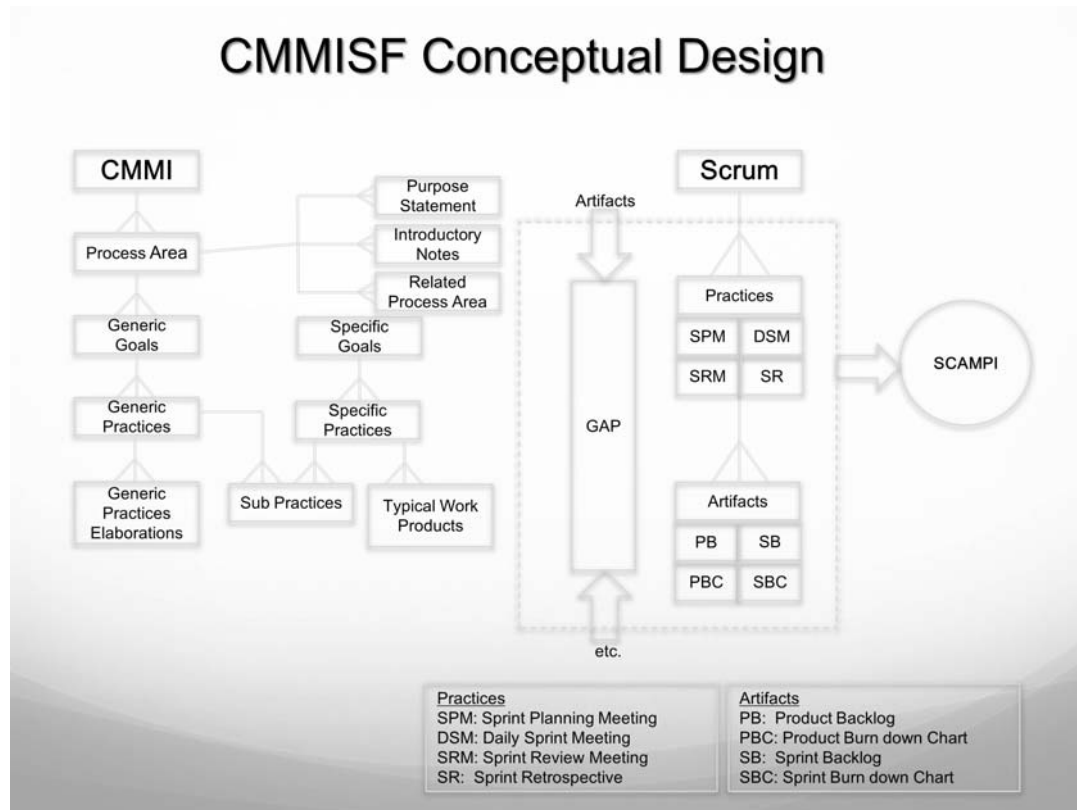 CMMISF Conceptual Design
CMMI
Process Area
Generic
Goals
Generic
Practices
Generic
Practices
Elaborations
Purpose
Statement
Introductory
Notes
Related
Process Area
Specific
Goals
Specific
Practices
Sub Practices
Typical Work
Products
Artifacts
GAP
etc.
Scrum
Practices
SPM
DSM
SRM
SR
Artifacts
PB
SB
PBC
SBC
SCAMPI
Practices
SPM: Sprint Planning Meeting
DSM: Daily Sprint Meeting
SRM: Sprint Review Meeting
SR: Sprint Retrospective
Artifacts
PB: Product Backlog
PBC: Product Burn down Chart
SB: Sprint Backlog
SBC: Sprint Burn down Chart